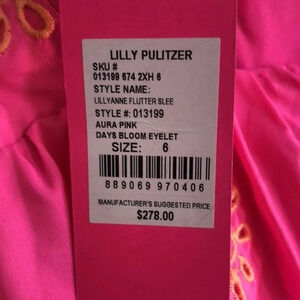 LILLY PULITZER
SKU #
013199 674 2XH 6
STYLE NAME:
LILLYANNE FLUTTER SLEE
STYLE #: 013199
AURA PINK
DAYS BLOOM EYELET
SIZE: 6
889069 970406
MANUFACTURER'S SUGGESTED PRICE
$278.00